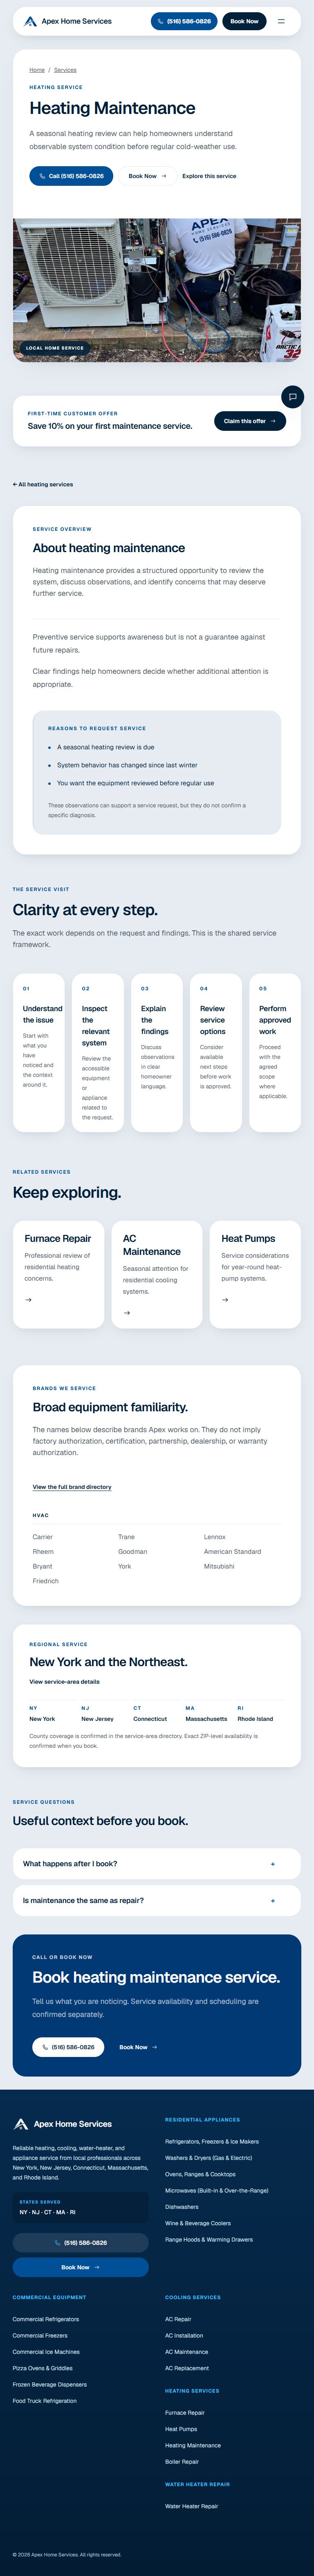 Apex Home Services
(516) 586-0826
Book Now
Home / Services
HEATING SERVICE
Heating Maintenance
A seasonal heating review can help homeowners understand
observable system condition before regular cold-weather use.
Call (516) 586-0826
Book Now →
Explore this service
APEX
(516) 586-0826
ARCTIC A
32
LOCAL HOME SERVICE
FIRST-TIME CUSTOMER OFFER
Save 10% on your first maintenance service.
Claim this offer →
← All heating services
SERVICE OVERVIEW
About heating maintenance
Heating maintenance provides a structured opportunity to review the
system, discuss observations, and identify concerns that may deserve
further service.
Preventive service supports awareness but is not a guarantee against
future repairs.
Clear findings help homeowners decide whether additional attention is
appropriate.
REASONS TO REQUEST SERVICE
A seasonal heating review is due
System behavior has changed since last winter
You want the equipment reviewed before regular use
These observations can support a service request, but they do not confirm a
specific diagnosis.
THE SERVICE VISIT
Clarity at every step.
The exact work depends on the request and findings. This is the shared service
framework.
01
Understand
the issue
Start with
what you
have
noticed and
the context
around it.
02
Inspect
the
relevant
system
Review the
accessible
equipment
or
appliance
related to
the request.
03
Explain
the
findings
Discuss
observations
in clear
homeowner
language.
04
Review
service
options
Consider
available
next steps
before work
is approved.
05
Perform
approved
work
Proceed
with the
agreed
scope
where
applicable.
RELATED SERVICES
Keep exploring.
Furnace Repair
Professional review of
residential heating
concerns.
→
AC
Maintenance
Seasonal attention for
residential cooling
systems.
→
Heat Pumps
Service considerations
for year-round heat-
pump systems.
→
BRANDS WE SERVICE
Broad equipment familiarity.
The names below describe brands Apex works on. They do not imply
factory authorization, certification, partnership, dealership, or warranty
authorization.
View the full brand directory
HVAC
Carrier
Trane
Lennox
Rheem
Goodman
American Standard
Bryant
York
Mitsubishi
Friedrich
REGIONAL SERVICE
New York and the Northeast.
View service-area details
NY
New York
NJ
New Jersey
CT
Connecticut
MA
Massachusetts
RI
Rhode Island
County coverage is confirmed in the service-area directory. Exact ZIP-level availability is
confirmed when you book.
SERVICE QUESTIONS
Useful context before you book.
What happens after I book? +
Is maintenance the same as repair? +
CALL OR BOOK NOW
Book heating maintenance service.
Tell us what you are noticing. Service availability and scheduling are
confirmed separately.
(516) 586-0826
Book Now →
Apex Home Services
Reliable heating, cooling, water-heater, and
appliance service from local professionals across
New York, New Jersey, Connecticut, Massachusetts,
and Rhode Island.
STATES SERVED
NY · NJ · CT · MA · RI
(516) 586-0826
Book Now →
RESIDENTIAL APPLIANCES
Refrigerators, Freezers & Ice Makers
Washers & Dryers (Gas & Electric)
Ovens, Ranges & Cooktops
Microwaves (Built-in & Over-the-Range)
Dishwashers
Wine & Beverage Coolers
Range Hoods & Warming Drawers
COMMERCIAL EQUIPMENT
Commercial Refrigerators
Commercial Freezers
Commercial Ice Machines
Pizza Ovens & Griddles
Frozen Beverage Dispensers
Food Truck Refrigeration
COOLING SERVICES
AC Repair
AC Installation
AC Maintenance
AC Replacement
HEATING SERVICES
Furnace Repair
Heat Pumps
Heating Maintenance
Boiler Repair
WATER HEATER REPAIR
Water Heater Repair
© 2026 Apex Home Services. All rights reserved.